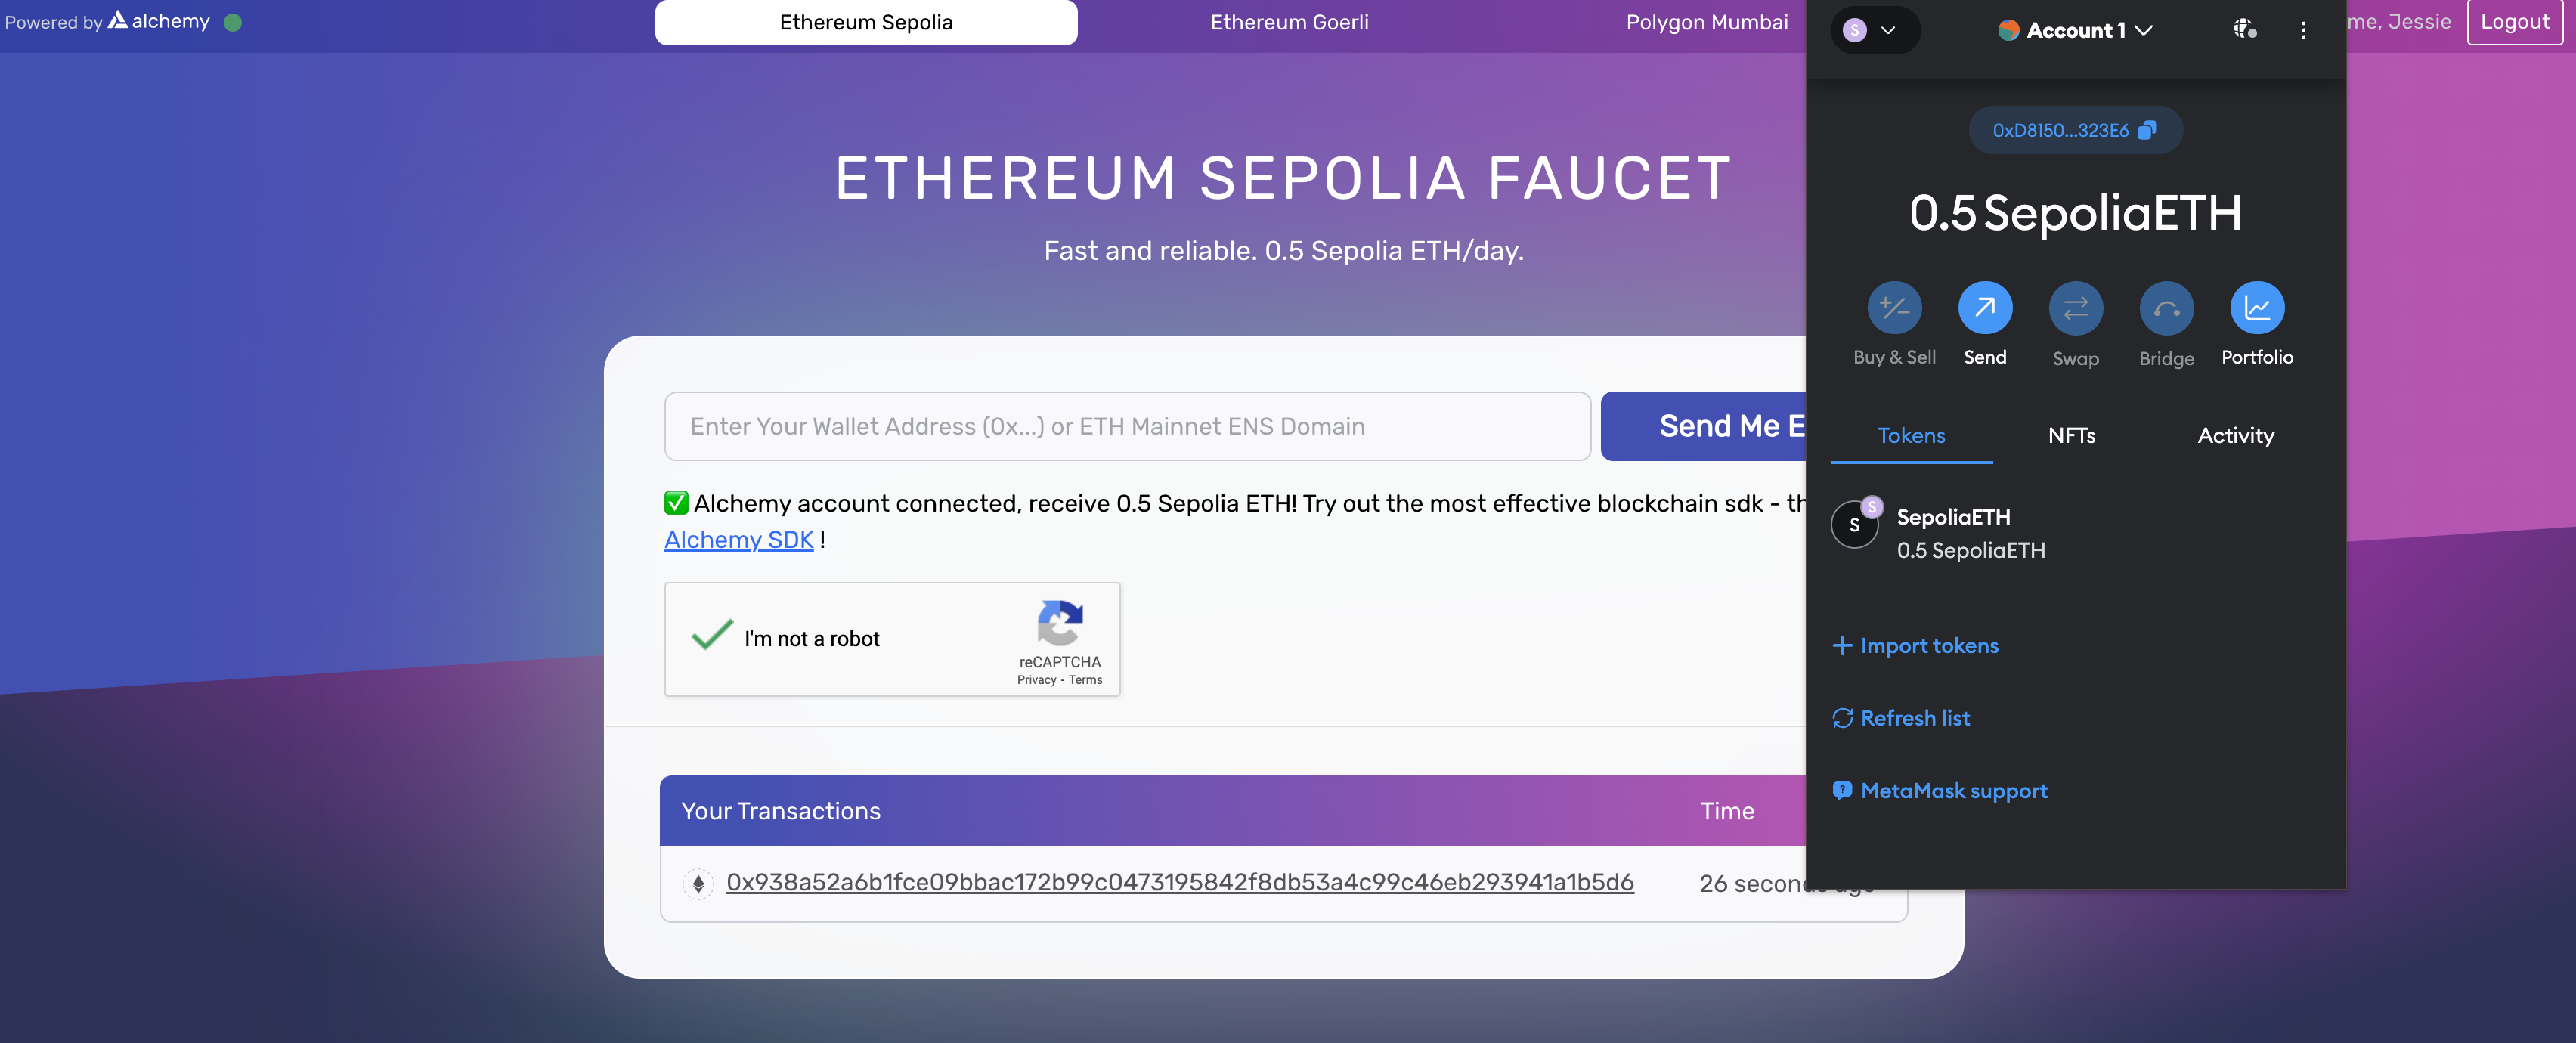 Powered by alchemy
Ethereum Sepolia
Ethereum Goerli
Polygon Mumbai
me, Jessie
Logout
ETHEREUM SEPOLIA FAUCET
Fast and reliable. 0.5 Sepolia ETH/day.
Enter Your Wallet Address (0x...) or ETH Mainnet ENS Domain
Send Me E
✅ Alchemy account connected, receive 0.5 Sepolia ETH! Try out the most effective blockchain sdk - th
Alchemy SDK !
I'm not a robot
reCAPTCHA
Privacy - Terms
Your Transactions
Time
0x938a52a6b1fce09bbac172b99c0473195842f8db53a4c99c46eb293941a1b5d6
26 seconds ago
S
Account 1
0xD8150...323E6
0.5 SepoliaETH
Buy & Sell
Send
Swap
Bridge
Portfolio
Tokens
NFTs
Activity
S
S
SepoliaETH
0.5 SepoliaETH
Import tokens
Refresh list
MetaMask support